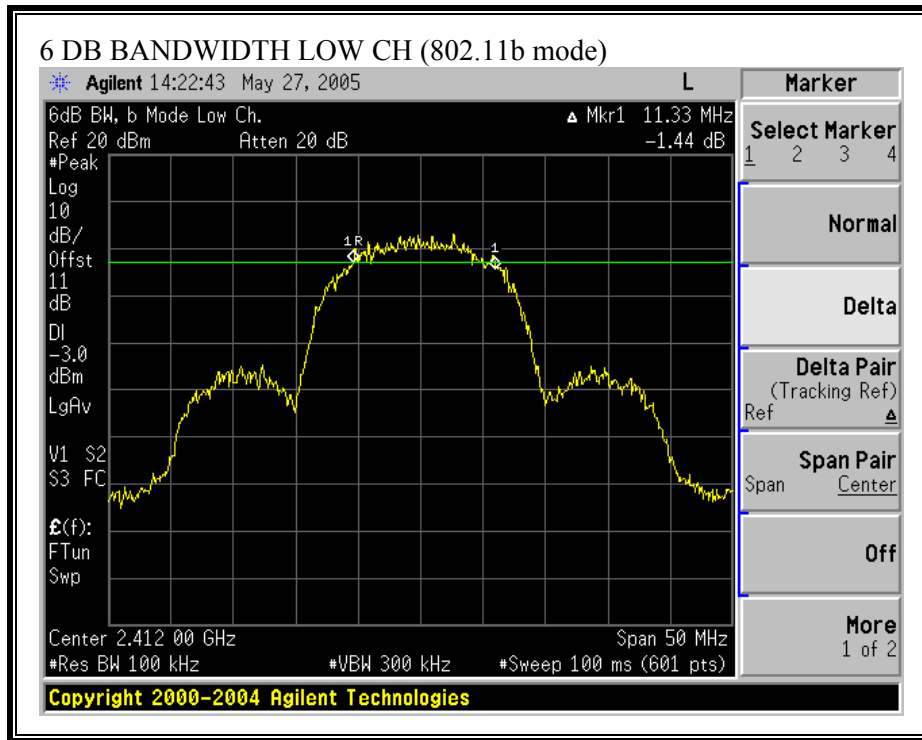 6 DB BANDWIDTH LOW CH (802.11b mode)
Agilent 14:22:43 May 27, 2005 L
6dB BW, b Mode Low Ch. Δ Mkr1 11.33 MHz
Ref 20 dBm Atten 20 dB −1.44 dB
#Peak
Log
10
dB/
Offst
11
dB
DI
−3.0
dBm
LgAv
V1 S2
S3 FC
£(f):
FTun
Swp
1R
1
Center 2.412 00 GHz Span 50 MHz
#Res BW 100 kHz #VBW 300 kHz #Sweep 100 ms (601 pts)
Copyright 2000–2004 Agilent Technologies
Marker
Select Marker
1 2 3 4
Normal
Delta
Delta Pair
(Tracking Ref)
Ref Δ
Span Pair
Span Center
Off
More
1 of 2